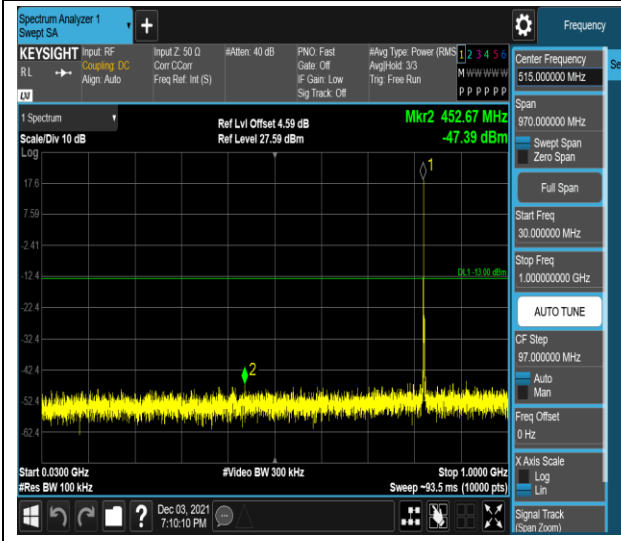 Spectrum Analyzer 1
Swept SA
+
Frequency
KEYSIGHT
RL
LXI
Input: RF
Coupling: DC
Align: Auto
Input Z: 50 Ω
Corr CCorr
Freq Ref: Int (S)
#Atten: 40 dB
PNO: Fast
Gate: Off
IF Gain: Low
Sig Track: Off
#Avg Type: Power (RMS
Avg|Hold: 3/3
Trig: Free Run
1 2 3 4 5 6
M W W W W W
P P P P P P
1 Spectrum
Scale/Div 10 dB
Log
Ref Lvl Offset 4.59 dB
Ref Level 27.59 dBm
Mkr2 452.67 MHz
-47.39 dBm
1
17.6
7.59
-2.41
-12.4
DL1 -13.00 dBm
-22.4
-32.4
-42.4
2
-52.4
-62.4
Start 0.0300 GHz
#Res BW 100 kHz
#Video BW 300 kHz
Stop 1.0000 GHz
Sweep ~93.5 ms (10000 pts)
?
Dec 03, 2021
7:10:10 PM
Center Frequency
515.000000 MHz
Se
Span
970.000000 MHz
Swept Span
Zero Span
Full Span
Start Freq
30.000000 MHz
Stop Freq
1.000000000 GHz
AUTO TUNE
CF Step
97.000000 MHz
Auto
Man
Freq Offset
0 Hz
X Axis Scale
Log
Lin
Signal Track
(Span Zoom)